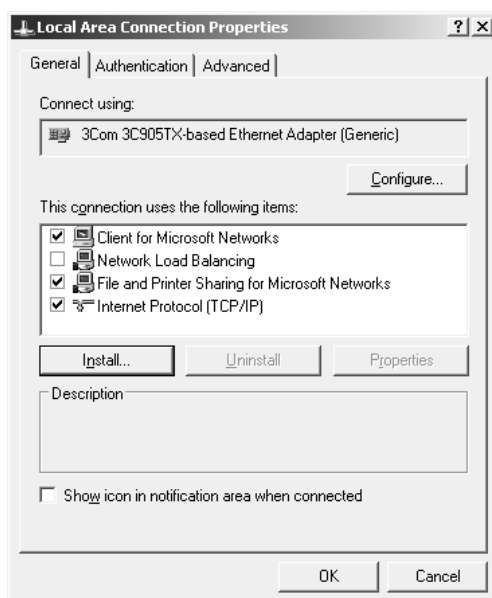 Local Area Connection Properties
General Authentication Advanced
Connect using:
3Com 3C905TX-based Ethernet Adapter (Generic)
Configure...
This connection uses the following items:
Client for Microsoft Networks
Network Load Balancing
File and Printer Sharing for Microsoft Networks
Internet Protocol (TCP/IP)
Install... Uninstall Properties
Description
Show icon in notification area when connected
OK Cancel